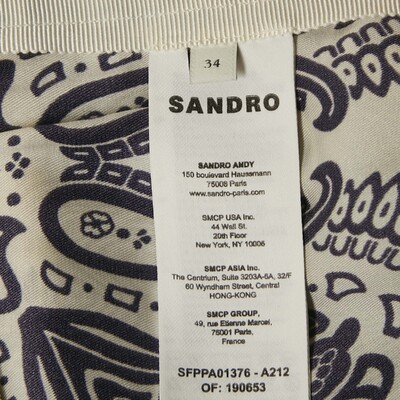 34
SANDRO
SANDRO ANDY
150 boulevard Haussmann
75008 Paris
www.sandro-paris.com
SMCP USA Inc.
44 Wall St.
20th Floor
New York, NY 10006
SMCP ASIA Inc.
The Centrium, Suite 3203A-5A, 32/F
60 Wyndham Street, Central
HONG-KONG
SMCP GROUP,
49, rue Etienne Marcel,
75001 Paris,
France
SFPPA01376 - A212
OF: 190653